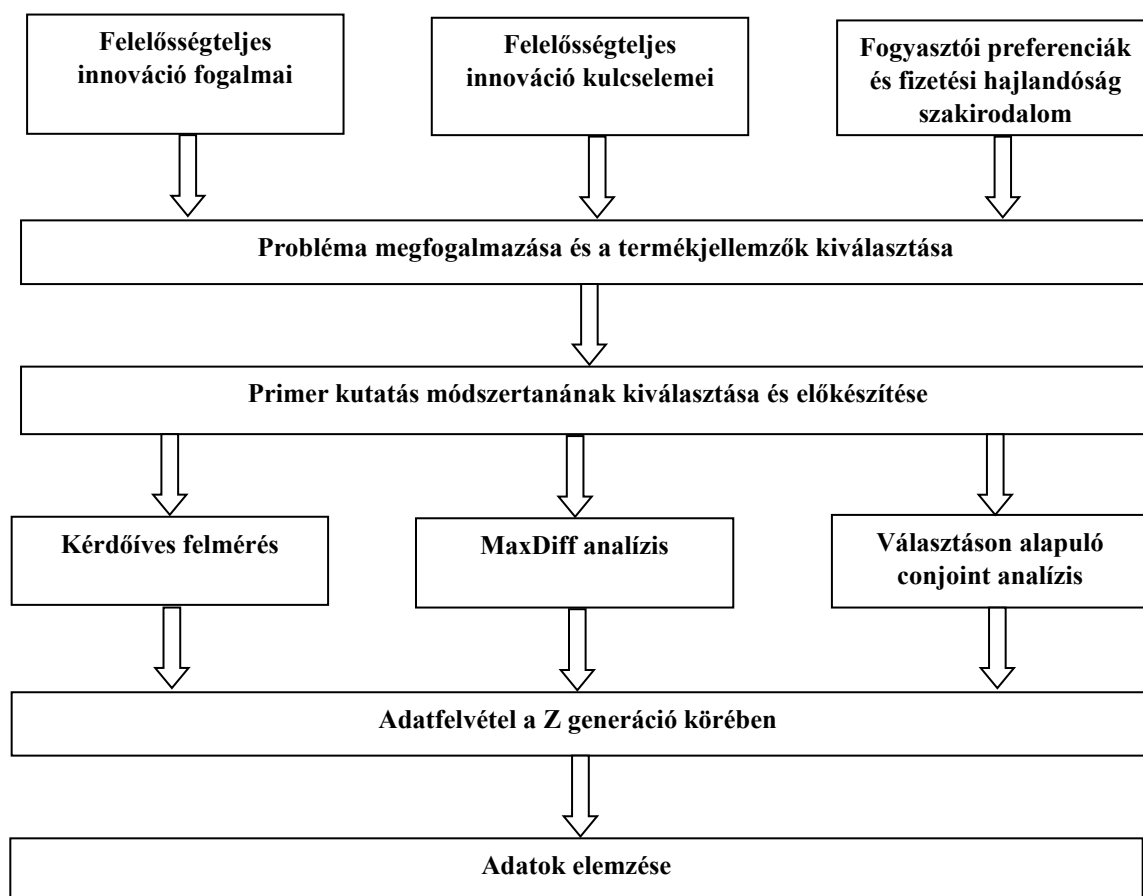 Felelősségteljes
innováció fogalmai
Felelősségteljes
innováció kulcselemei
Fogyasztói preferenciák
és fizetési hajlandóság
szakirodalom
Probléma megfogalmazása és a termékjellemzők kiválasztása
Primer kutatás módszertanának kiválasztása és előkészítése
Kérdőíves felmérés
MaxDiff analízis
Választáson alapuló
conjoint analízis
Adatfelvétel a Z generáció körében
Adatok elemzése